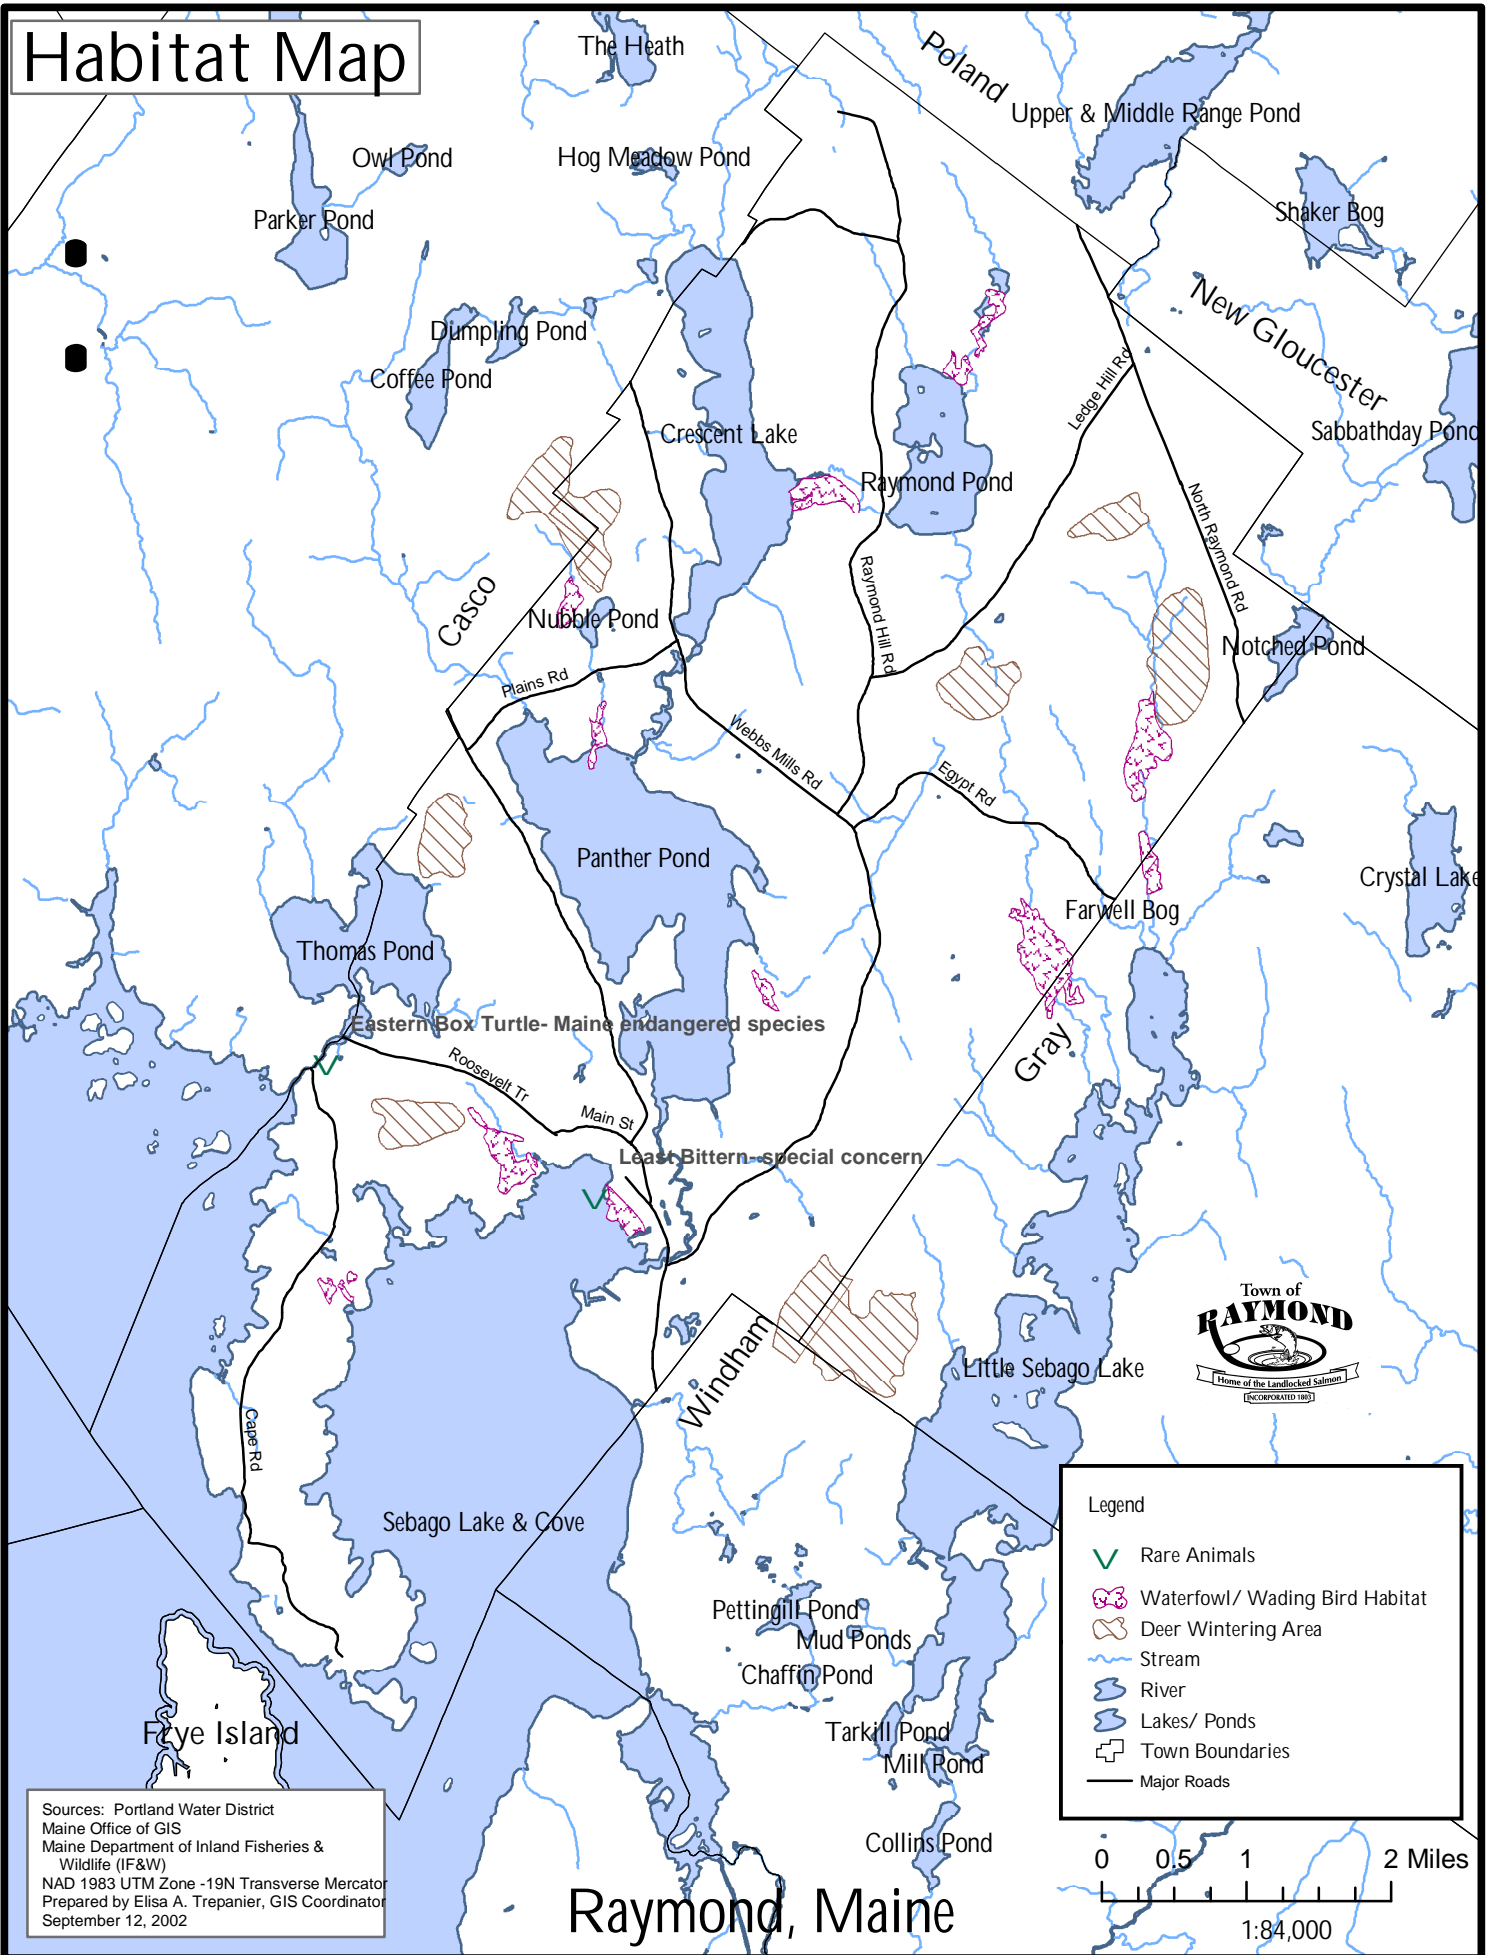 Habitat Map
The Heath
Poland
Upper & Middle Range Pond
Owl Pond
Hog Meadow Pond
Parker Pond
Shaker Bog
New Gloucester
Dumpling Pond
Coffee Pond
Ledge Hill Rd
Crescent Lake
Sabbathday Pond
Raymond Pond
North Raymond Rd
Raymond Hill Rd
Casco
Nubble Pond
Notched Pond
Plains Rd
Webbs Mills Rd
Egypt Rd
Panther Pond
Crystal Lake
Farwell Bog
Thomas Pond
Eastern Box Turtle- Maine endangered species
Gray
Roosevelt Tr
Main St
Least Bittern--special concern
Town of
RAYMOND
Home of the Landlocked Salmon
INCORPORATED 1803
Windham
Little Sebago Lake
Cape Rd
Sebago Lake & Cove
Legend
Rare Animals
Waterfowl/ Wading Bird Habitat
Deer Wintering Area
Stream
River
Lakes/ Ponds
Town Boundaries
Major Roads
Pettingill Pond
Mud Ponds
Chaffin Pond
Tarkill Pond
Mill Pond
Frye Island
Collins Pond
Sources: Portland Water District
Maine Office of GIS
Maine Department of Inland Fisheries &
Wildlife (IF&W)
NAD 1983 UTM Zone -19N Transverse Mercator
Prepared by Elisa A. Trepanier, GIS Coordinator
September 12, 2002
Raymond, Maine
0 0.5 1 2 Miles
1:84,000